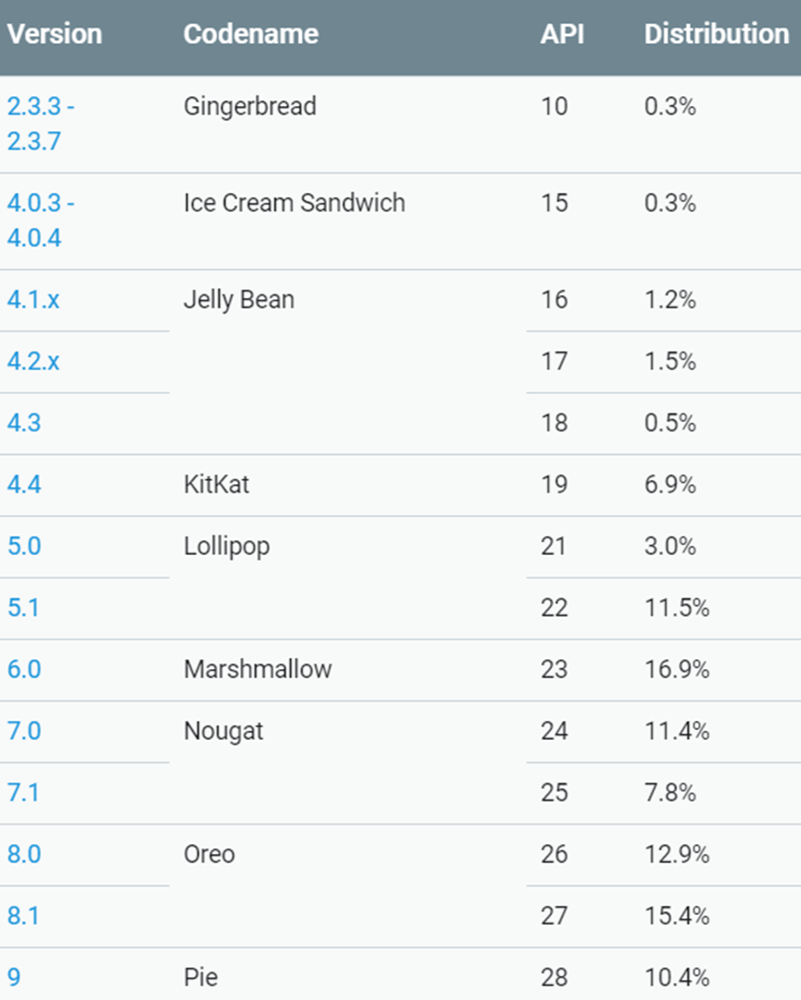 Version Codename API Distribution
2.3.3 - Gingerbread 10 0.3%
2.3.7
4.0.3 - Ice Cream Sandwich 15 0.3%
4.0.4
4.1.x Jelly Bean 16 1.2%
4.2.x 17 1.5%
4.3 18 0.5%
4.4 KitKat 19 6.9%
5.0 Lollipop 21 3.0%
5.1 22 11.5%
6.0 Marshmallow 23 16.9%
7.0 Nougat 24 11.4%
7.1 25 7.8%
8.0 Oreo 26 12.9%
8.1 27 15.4%
9 Pie 28 10.4%